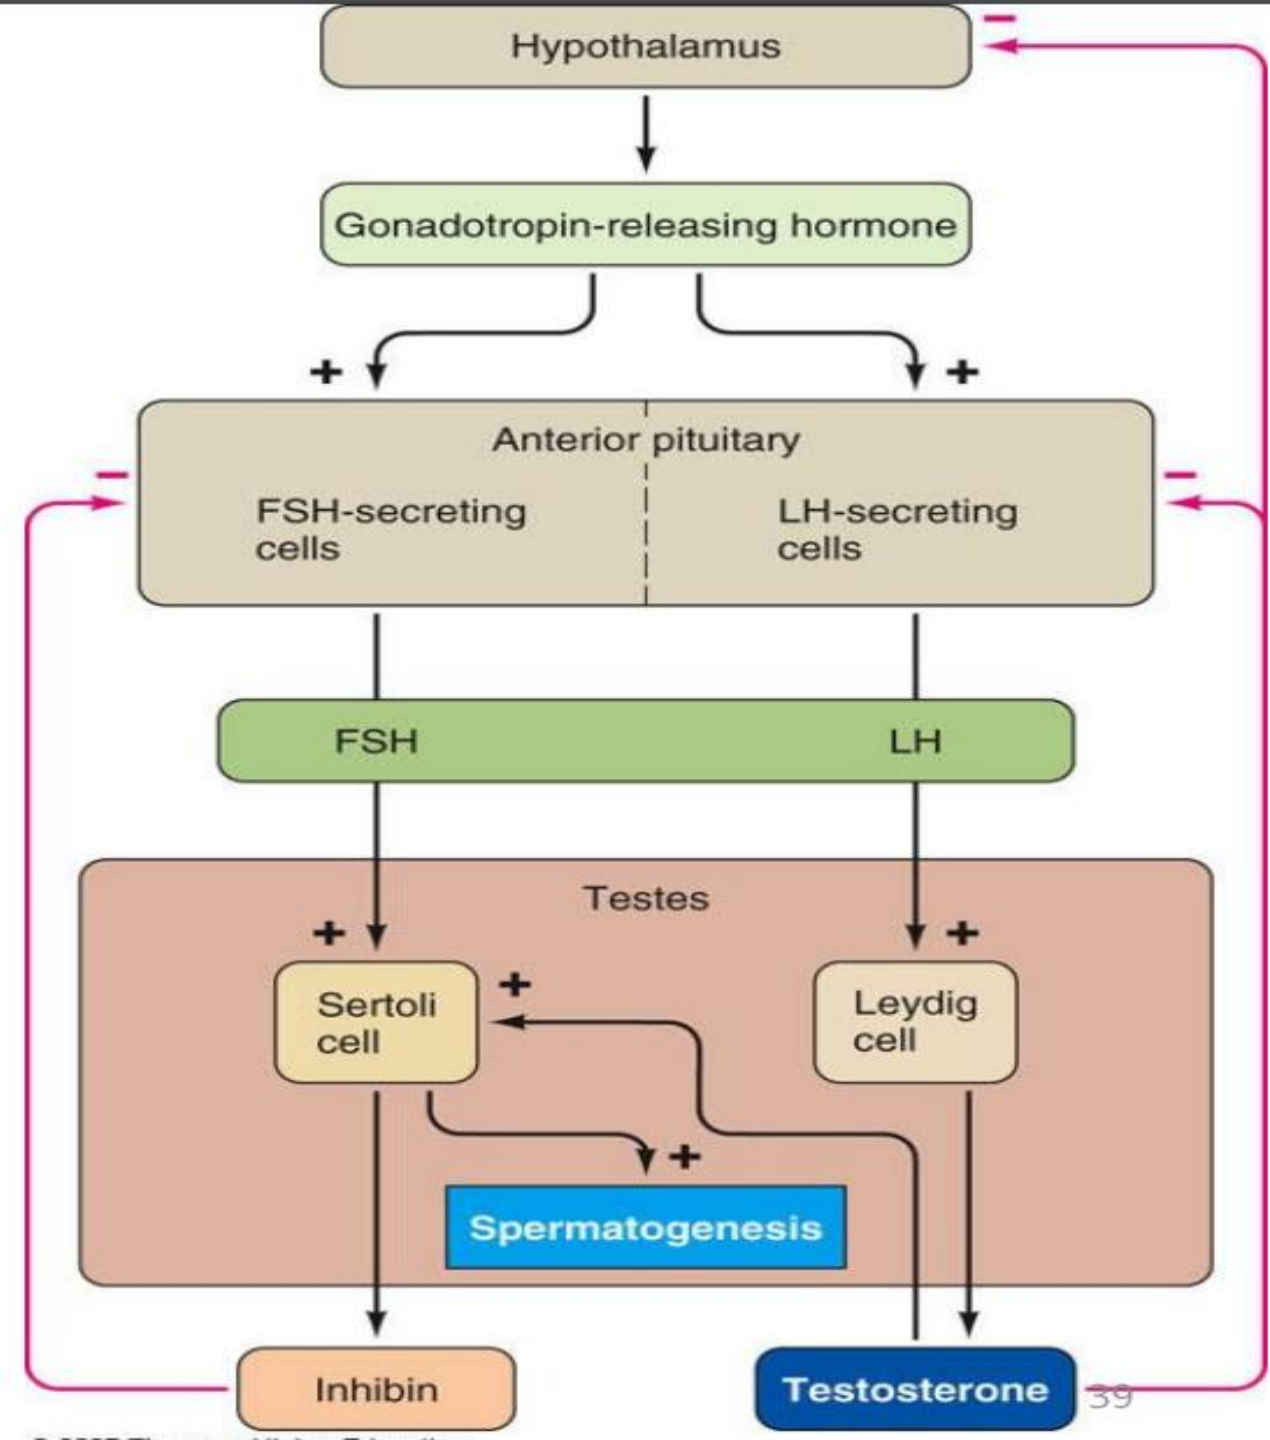 −
Hypothalamus
Gonadotropin-releasing hormone
+ +
Anterior pituitary
− −
FSH-secreting
cells
LH-secreting
cells
FSH
LH
Testes
+ +
Sertoli
cell
+
Leydig
cell
+
Spermatogenesis
Inhibin
Testosterone
39